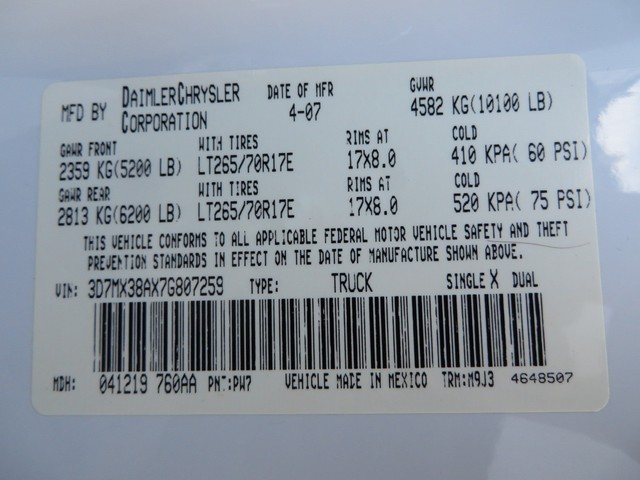 MFD BY DAIMLERCHRYSLER CORPORATION DATE OF MFR 4-07 GVWR 4582 KG(10100 LB)
GAWR FRONT WITH TIRES RIMS AT COLD
2359 KG(5200 LB) LT265/70R17E 17X8.0 410 KPA( 60 PSI)
GAWR REAR WITH TIRES RIMS AT COLD
2813 KG(6200 LB) LT265/70R17E 17X8.0 520 KPA( 75 PSI)
THIS VEHICLE CONFORMS TO ALL APPLICABLE FEDERAL MOTOR VEHICLE SAFETY AND THEFT
PREVENTION STANDARDS IN EFFECT ON THE DATE OF MANUFACTURE SHOWN ABOVE.
VIN: 3D7MX38AX7G807259 TYPE: TRUCK SINGLE X DUAL
MDH: 041219 760AA PNT:PW7 VEHICLE MADE IN MEXICO TRM:M9J3 4648507